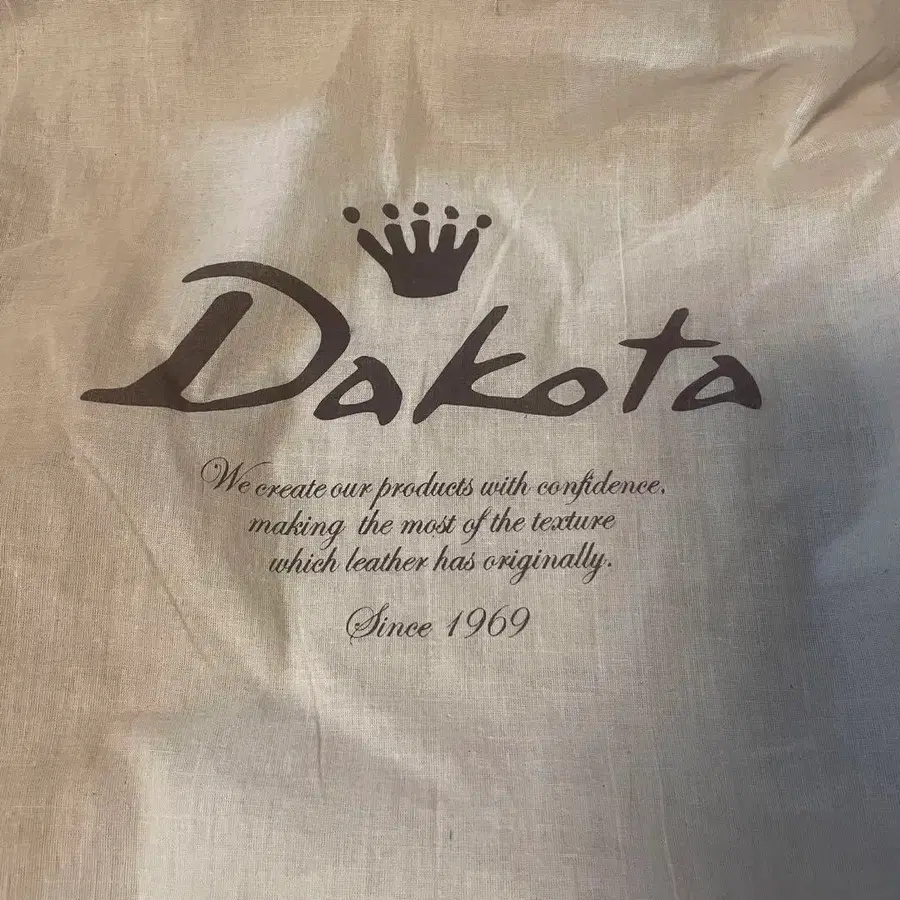 Dakota
We create our products with confidence,
making the most of the texture
which leather has originally.
Since 1969